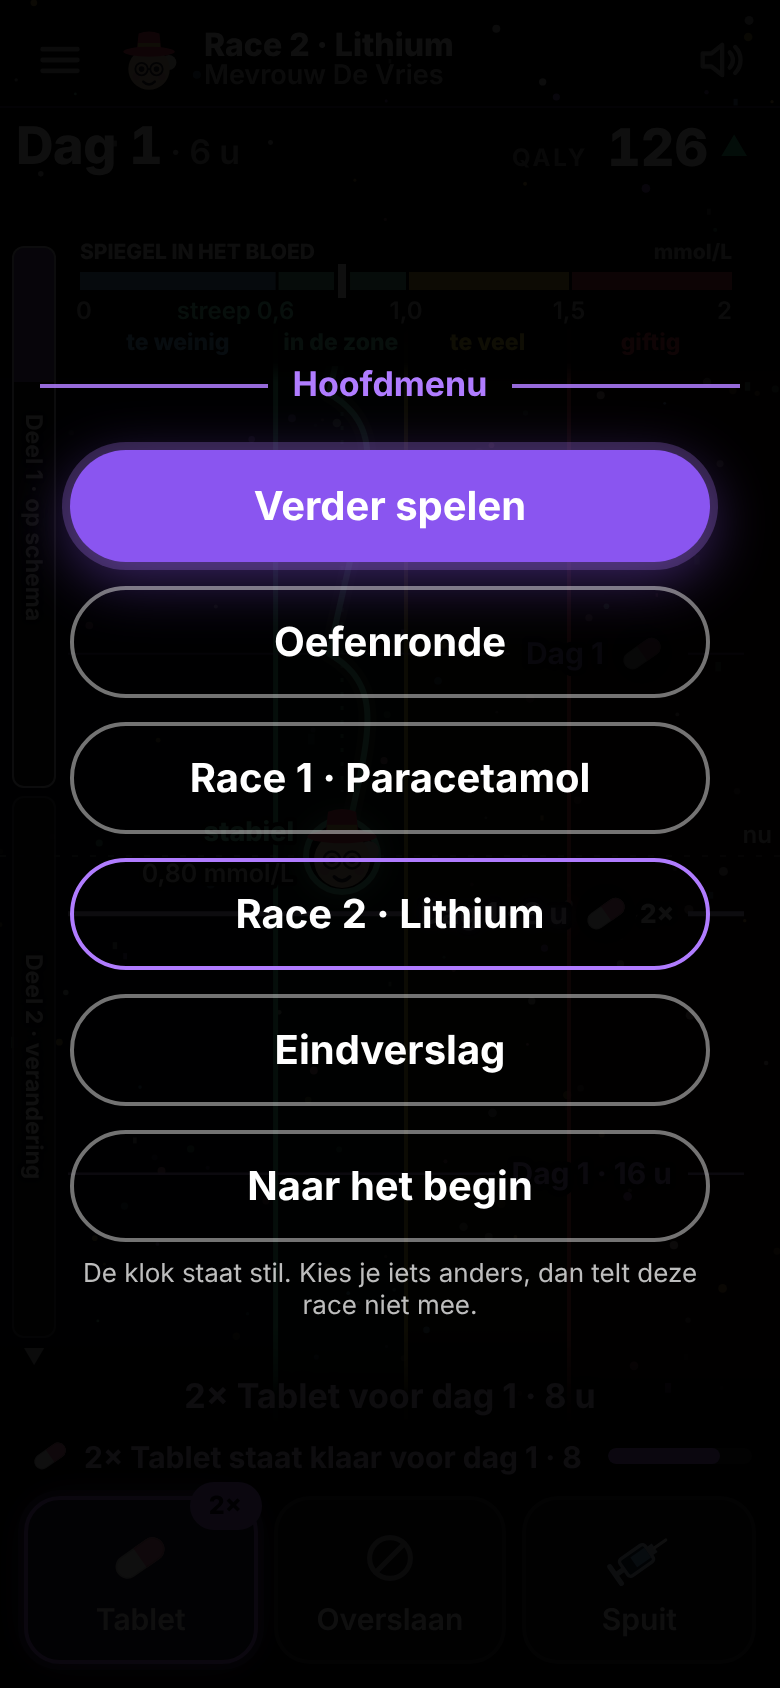 Race 2 · Lithium
Mevrouw De Vries
Dag 1 · 6 u
QALY 126
SPIEGEL IN HET BLOED
mmol/L
0
streep 0,6
1,0
1,5
2
te weinig
in de zone
te veel
giftig
Hoofdmenu
Deel 1 · op schema
Verder spelen
Oefenronde
Dag 1
Race 1 · Paracetamol
stabiel
nu
0,80 mmol/L
Race 2 · Lithium
u
2×
Deel 2 · verandering
Eindverslag
Naar het begin
Dag 1 · 16 u
De klok staat stil. Kies je iets anders, dan telt deze
race niet mee.
2× Tablet voor dag 1 · 8 u
2× Tablet staat klaar voor dag 1 · 8
2×
Tablet
Overslaan
Spuit